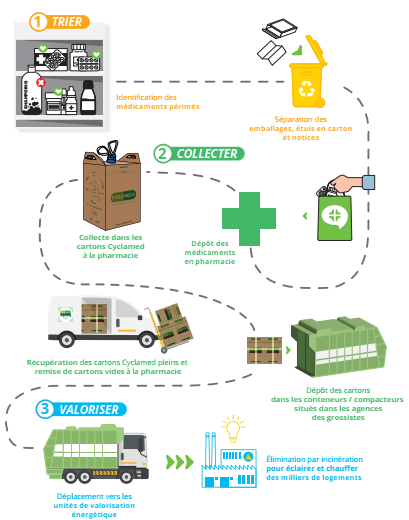 1 TRIER
SHAMPOING
Identification des
médicaments périmés
Séparation des
emballages, étuis en carton
et notices
2 COLLECTER
Collecte dans les
cartons Cyclamed
à la pharmacie
Dépôt des
médicaments
en pharmacie
Récupération des cartons Cyclamed pleins et
remise de cartons vides à la pharmacie
Dépôt des cartons
dans les conteneurs / compacteurs
situés dans les agences
des grossistes
3 VALORISER
Déplacement vers les
unités de valorisation
énergétique
Élimination par incinération
pour éclairer et chauffer
des milliers de logements